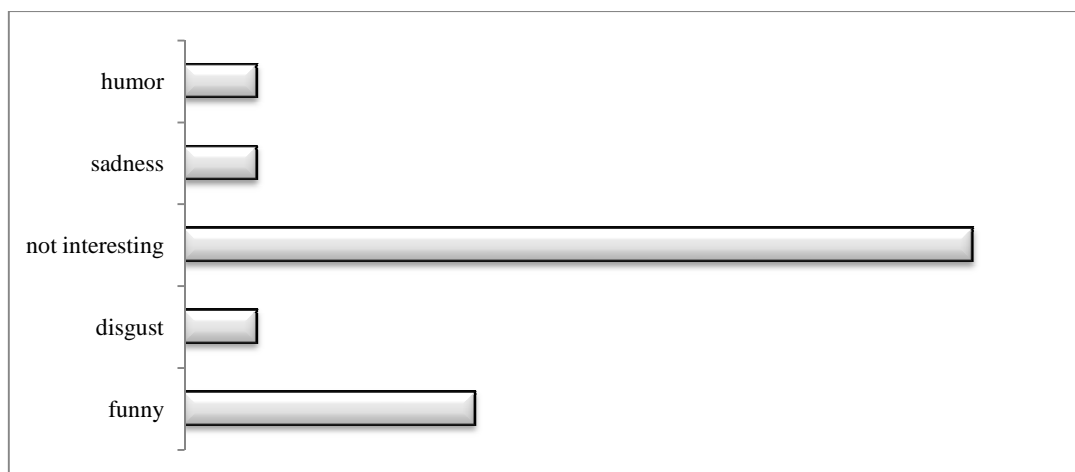 humor
sadness
not interesting
disgust
funny